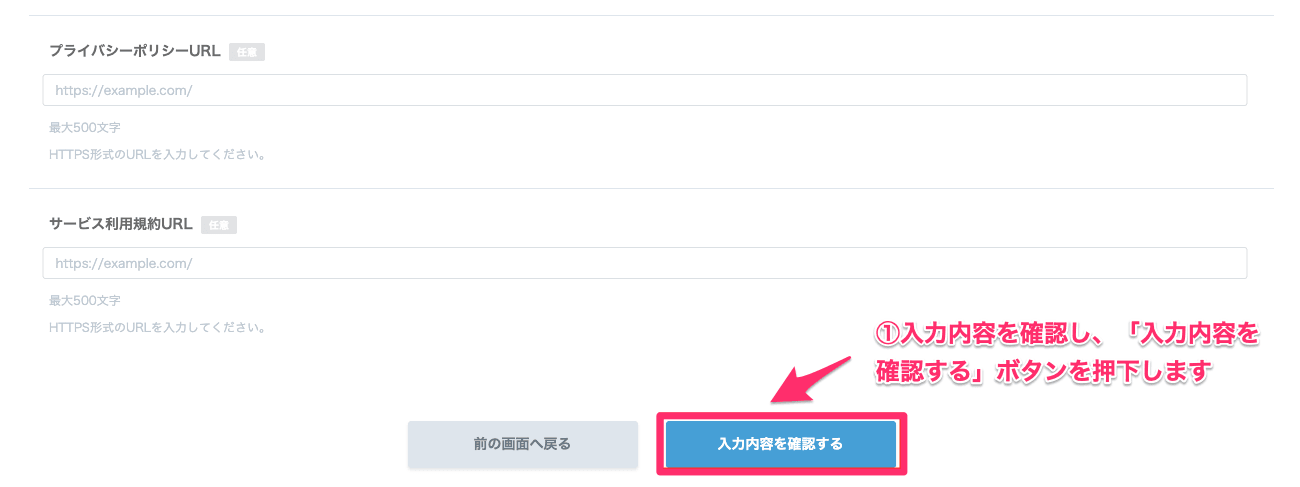 プライバシーポリシーURL 任意
https://example.com/
最大500文字
HTTPS形式のURLを入力してください。
サービス利用規約URL 任意
https://example.com/
最大500文字
HTTPS形式のURLを入力してください。
①入力内容を確認し、「入力内容を
確認する」ボタンを押下します
前の画面へ戻る 入力内容を確認する